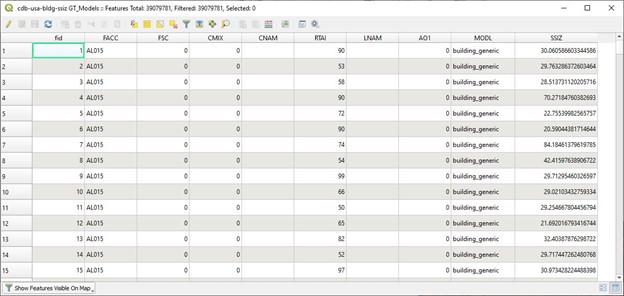 cdb-usa-bldg-ssiz GT_Models :: Features Total: 39079781, Filtered: 39079781, Selected: 0
fid FACC FSC CMIX CNAM RTAI LNAM AO1 MODL SSIZ
1 1 AL015 0 0 90 0 building_generic 30.060586603344586
2 2 AL015 0 0 53 0 building_generic 29.763286372603464
3 3 AL015 0 0 58 0 building_generic 28.513731120205716
4 4 AL015 0 0 90 0 building_generic 70.27184760382693
5 5 AL015 0 0 72 0 building_generic 22.75539982565757
6 6 AL015 0 0 90 0 building_generic 20.59044381714644
7 7 AL015 0 0 74 0 building_generic 84.18461379619785
8 8 AL015 0 0 54 0 building_generic 42.41597638906722
9 9 AL015 0 0 99 0 building_generic 29.71295460326597
10 10 AL015 0 0 66 0 building_generic 29.02103432759334
11 11 AL015 0 0 50 0 building_generic 29.254667804456794
12 12 AL015 0 0 65 0 building_generic 21.692016793416744
13 13 AL015 0 0 82 0 building_generic 32.40387876298722
14 14 AL015 0 0 52 0 building_generic 29.717447262480768
15 15 AL015 0 0 97 0 building_generic 30.973428224488398
Show Features Visible On Map